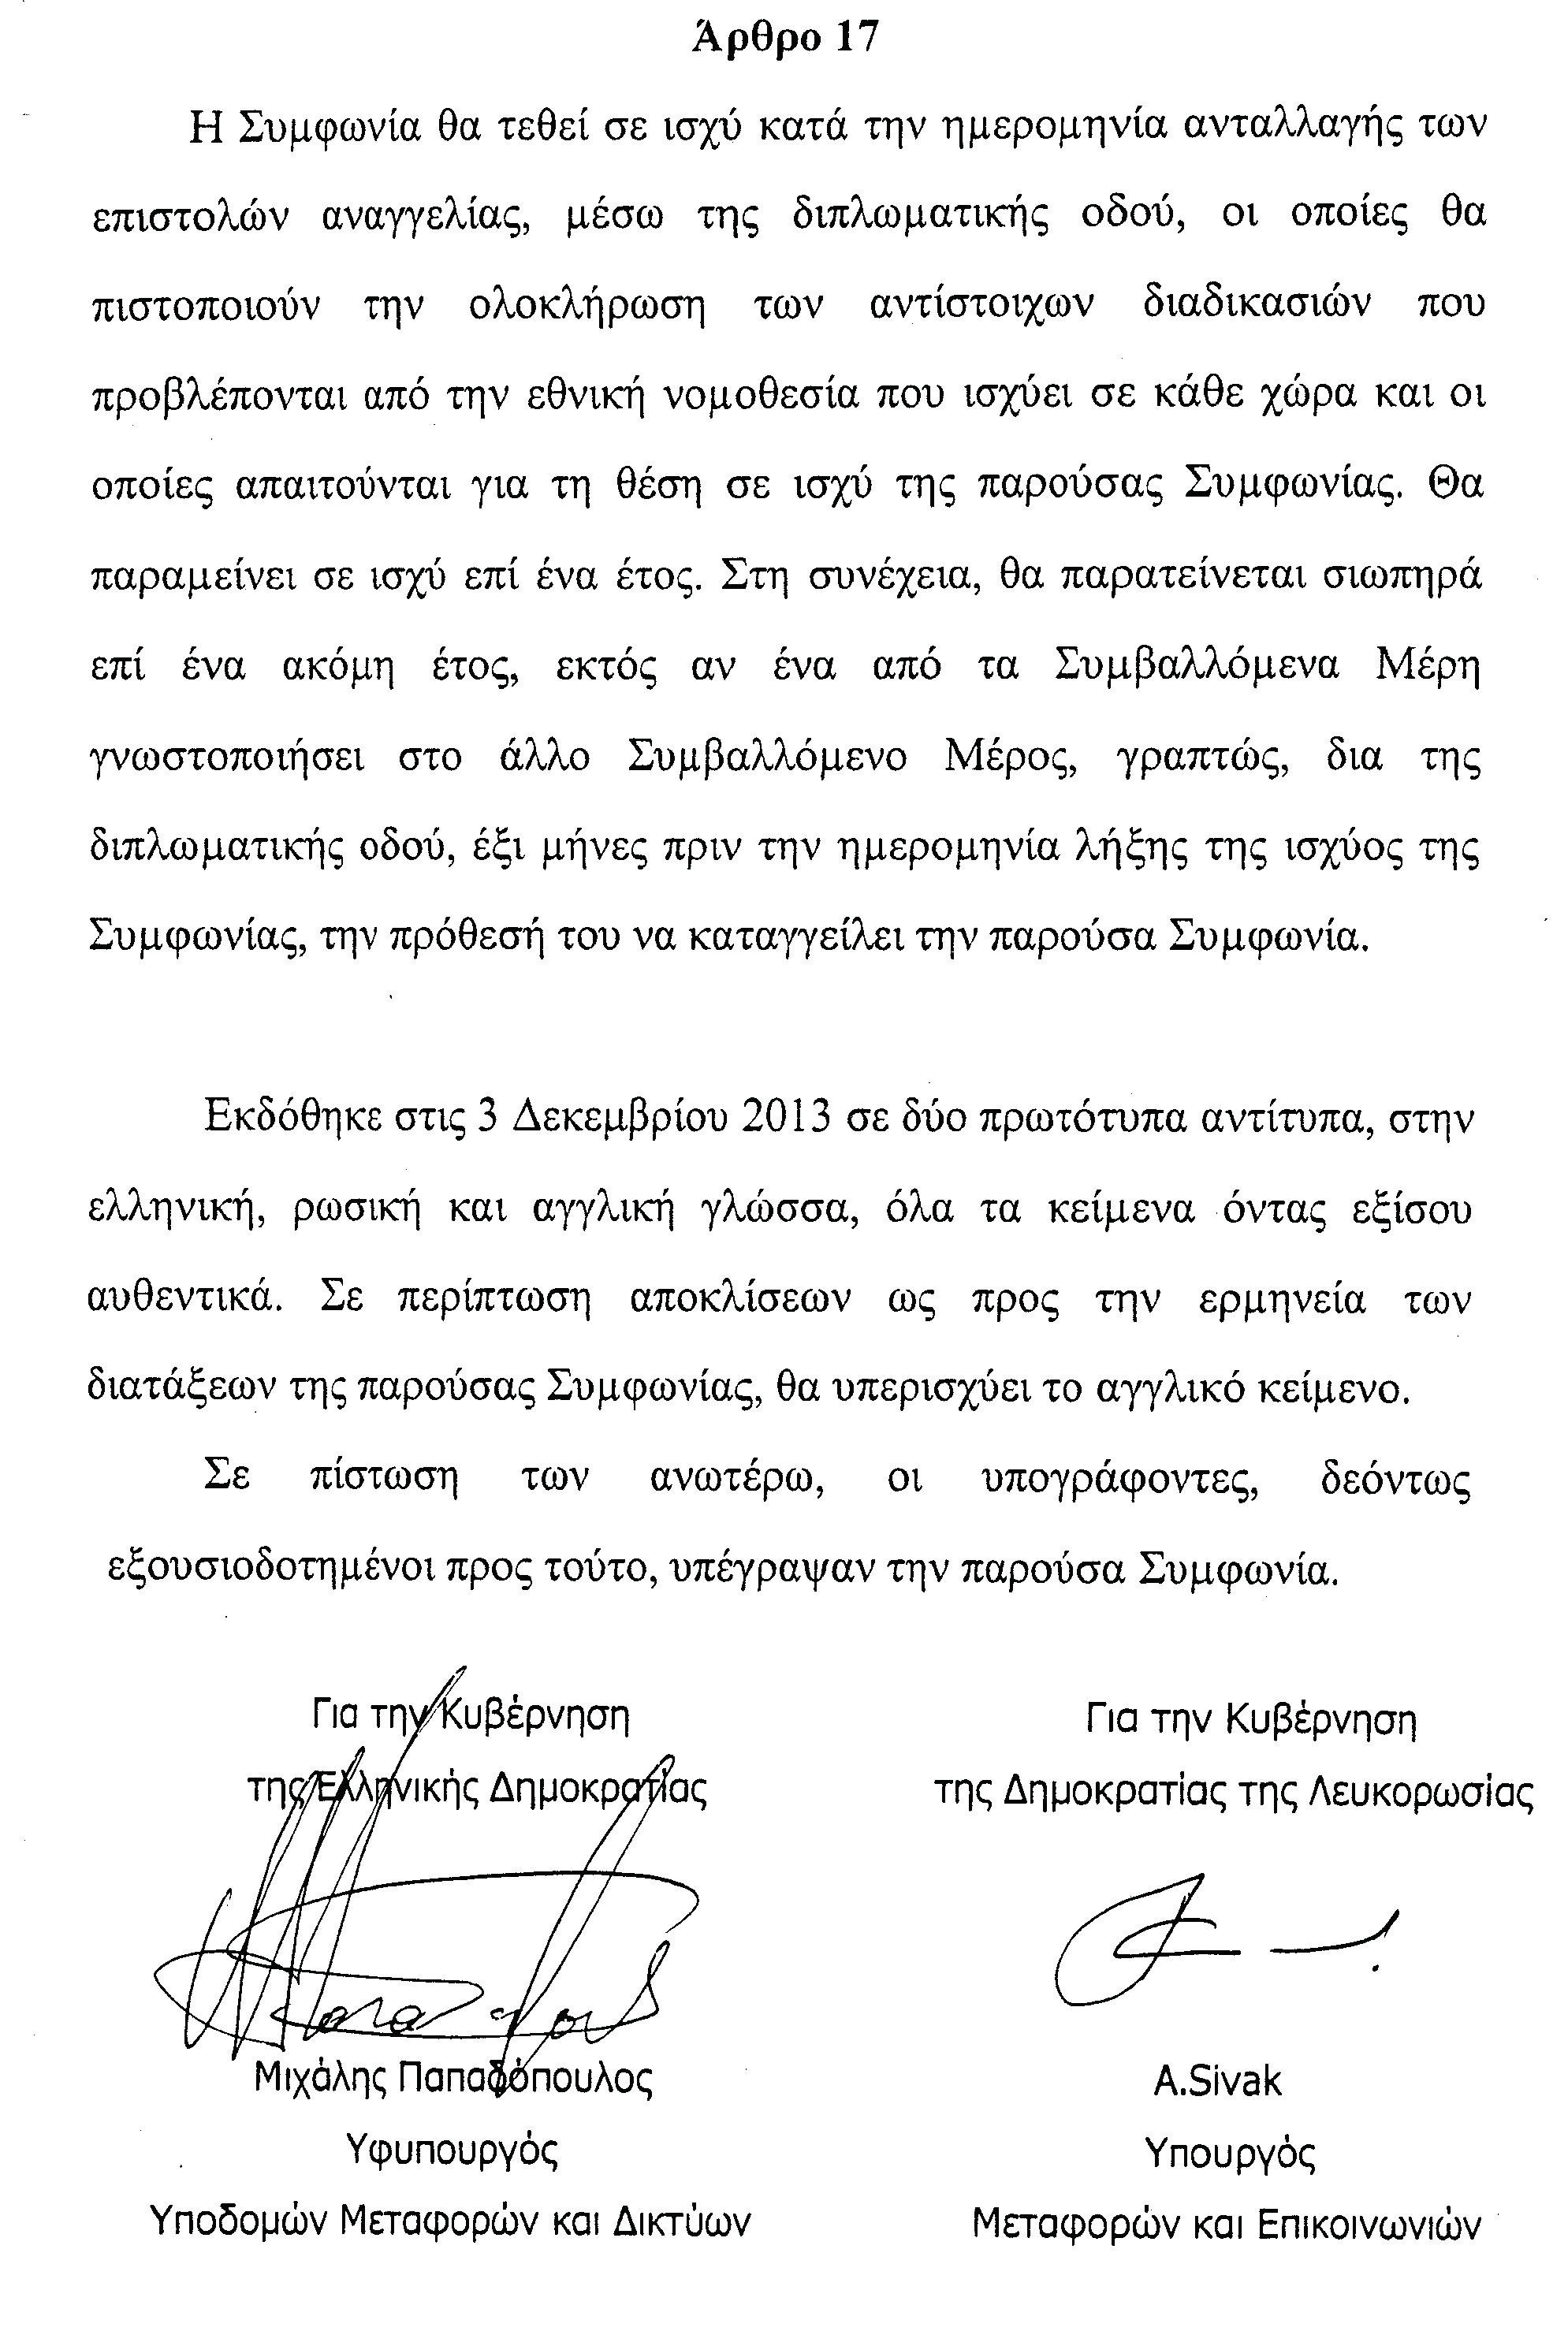 Άρθρο 17
Η Συμφωνία θα τεθεί σε ισχύ κατά την ημερομηνία ανταλλαγής των
επιστολών αναγγελίας, μέσω της διπλωματικής οδού, οι οποίες θα
πιστοποιούν την ολοκλήρωση των αντίστοιχων διαδικασιών που
προβλέπονται από την εθνική νομοθεσία που ισχύει σε κάθε χώρα και οι
οποίες απαιτούνται για τη θέση σε ισχύ της παρούσας Συμφωνίας. Θα
παραμείνει σε ισχύ επί ένα έτος. Στη συνέχεια, θα παρατείνεται σιωπηρά
επί ένα ακόμη έτος, εκτός αν ένα από τα Συμβαλλόμενα Μέρη
γνωστοποιήσει στο άλλο Συμβαλλόμενο Μέρος, γραπτώς, δια της
διπλωματικής οδού, έξι μήνες πριν την ημερομηνία λήξης της ισχύος της
Συμφωνίας, την πρόθεσή του να καταγγείλει την παρούσα Συμφωνία.
Εκδόθηκε στις 3 Δεκεμβρίου 2013 σε δύο πρωτότυπα αντίτυπα, στην
ελληνική, ρωσική και αγγλική γλώσσα, όλα τα κείμενα όντας εξίσου
αυθεντικά. Σε περίπτωση αποκλίσεων ως προς την ερμηνεία των
διατάξεων της παρούσας Συμφωνίας, θα υπερισχύει το αγγλικό κείμενο.
Σε πίστωση των ανωτέρω, οι υπογράφοντες, δεόντως
εξουσιοδοτημένοι προς τούτο, υπέγραψαν την παρούσα Συμφωνία.
Για την Κυβέρνηση
της Ελληνικής Δημοκρατίας
Μιχάλης Παπαδόπουλος
Υφυπουργός
Υποδομών Μεταφορών και Δικτύων
Για την Κυβέρνηση
της Δημοκρατίας της Λευκορωσίας
A.Sivak
Υπουργός
Μεταφορών και Επικοινωνιών